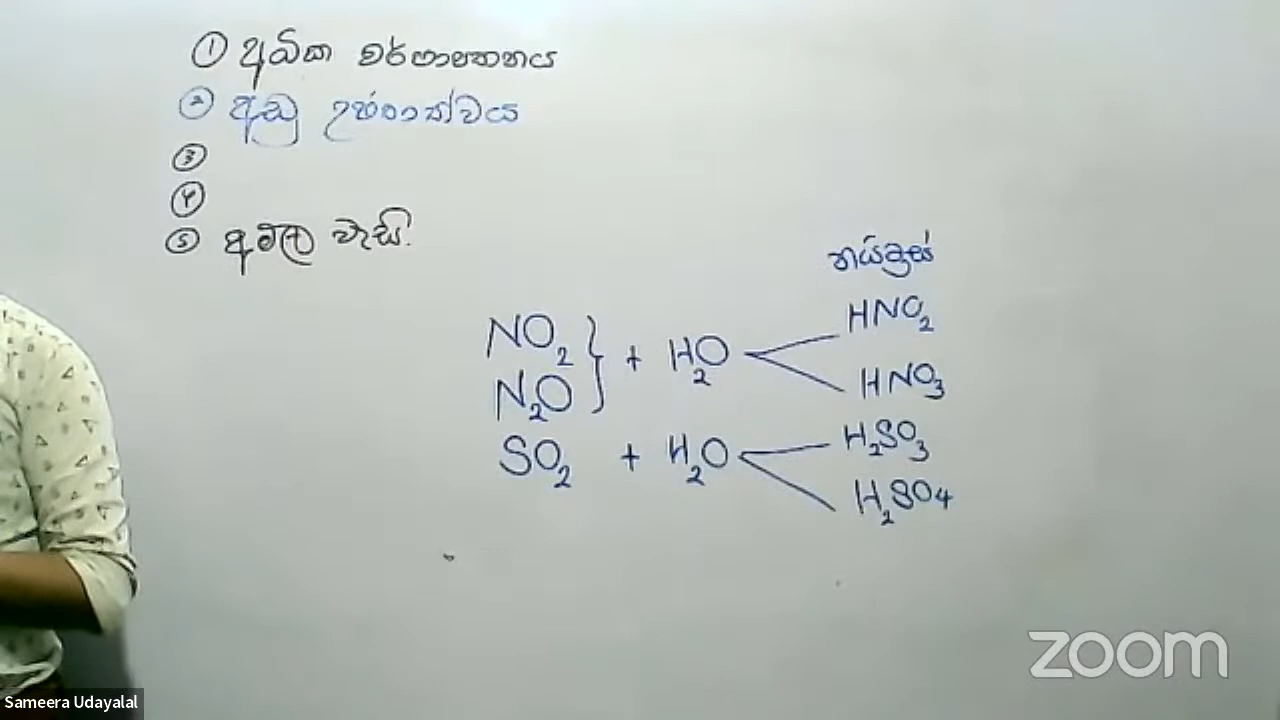 ① අධික වර්ෂාපතනය
② අඩු උෂ්ණත්වය
③
④
⑤ අම්ල වැසි.
නයිට්‍රස්
NO₂ } + H₂O HNO₂
N₂O HNO₃
SO₂ + H₂O H₂SO₃
H₂SO₄
zoom
Sameera Udayalal